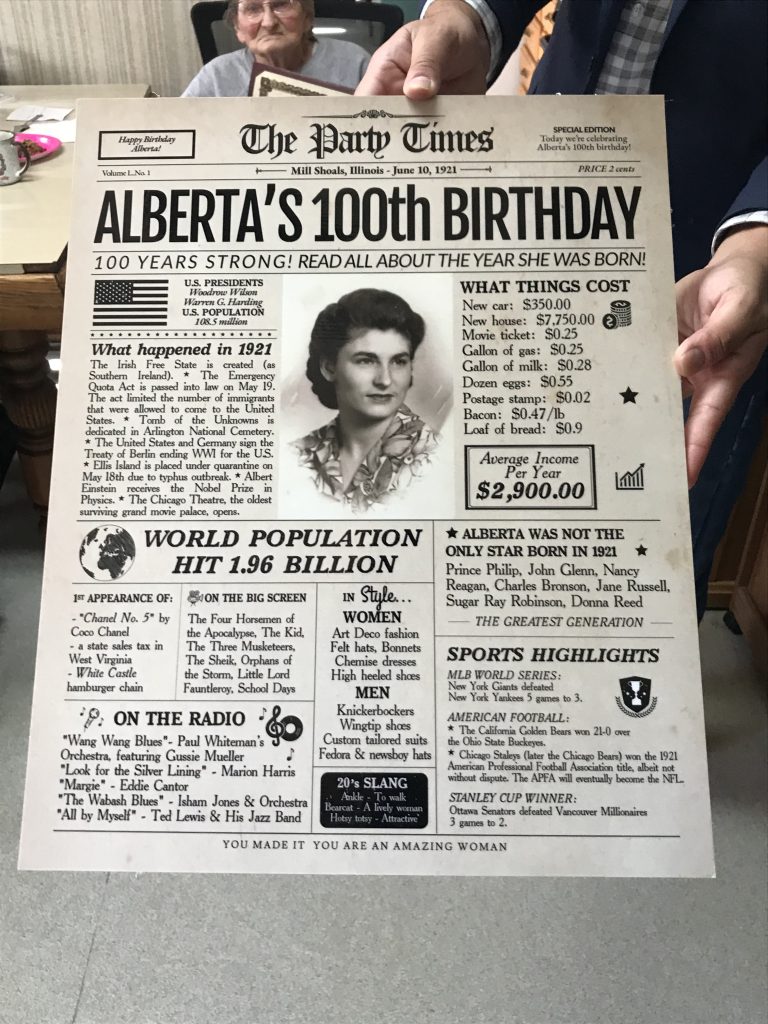 Happy Birthday
Alberta!
The Party Times
SPECIAL EDITION
Today we're celebrating
Alberta's 100th birthday!
Volume 1., No. 1
Mill Shoals, Illinois - June 10, 1921
PRICE 2 cents
ALBERTA'S 100th BIRTHDAY
100 YEARS STRONG! READ ALL ABOUT THE YEAR SHE WAS BORN!
U.S. PRESIDENTS
Woodrow Wilson
Warren G. Harding
U.S. POPULATION
108.5 million
What happened in 1921
The Irish Free State is created (as
Southern Ireland). * The Emergency
Quota Act is passed into law on May 19.
The act limited the number of immigrants
that were allowed to come to the United
States. * Tomb of the Unknowns is
dedicated in Arlington National Cemetery.
* The United States and Germany sign the
Treaty of Berlin ending WWI for the U.S.
* Ellis Island is placed under quarantine on
May 18th due to typhus outbreak. * Albert
Einstein receives the Nobel Prize in
Physics. * The Chicago Theatre, the oldest
surviving grand movie palace, opens.
WHAT THINGS COST
New car: $350.00
New house: $7,750.00
Movie ticket: $0.25
Gallon of gas: $0.25
Gallon of milk: $0.28
Dozen eggs: $0.55
Postage stamp: $0.02
Bacon: $0.47/lb
Loaf of bread: $0.9
Average Income
Per Year
$2,900.00
WORLD POPULATION
HIT 1.96 BILLION
ALBERTA WAS NOT THE
ONLY STAR BORN IN 1921
Prince Philip, John Glenn, Nancy
Reagan, Charles Bronson, Jane Russell,
Sugar Ray Robinson, Donna Reed
THE GREATEST GENERATION
1ST APPEARANCE OF:
- "Chanel No. 5" by
Coco Chanel
- a state sales tax in
West Virginia
- White Castle
hamburger chain
ON THE BIG SCREEN
The Four Horsemen of
the Apocalypse, The Kid,
The Three Musketeers,
The Sheik, Orphans of
the Storm, Little Lord
Fauntleroy, School Days
IN Style...
WOMEN
Art Deco fashion
Felt hats, Bonnets
Chemise dresses
High heeled shoes
MEN
Knickerbockers
Wingtip shoes
Custom tailored suits
Fedora & newsboy hats
SPORTS HIGHLIGHTS
MLB WORLD SERIES:
New York Giants defeated
New York Yankees 5 games to 3.
AMERICAN FOOTBALL:
* The California Golden Bears won 21-0 over
the Ohio State Buckeyes.
* Chicago Staleys (later the Chicago Bears) won the 1921
American Professional Football Association title, albeit not
without dispute. The APFA will eventually become the NFL.
STANLEY CUP WINNER:
Ottawa Senators defeated Vancouver Millionaires
3 games to 2.
ON THE RADIO
"Wang Wang Blues"- Paul Whiteman's
Orchestra, featuring Gussie Mueller
"Look for the Silver Lining" - Marion Harris
"Margie" - Eddie Cantor
"The Wabash Blues" - Isham Jones & Orchestra
"All by Myself" - Ted Lewis & His Jazz Band
20's SLANG
Ankle - To walk
Bearcat - A lively woman
Hotsy totsy - Attractive
YOU MADE IT YOU ARE AN AMAZING WOMAN